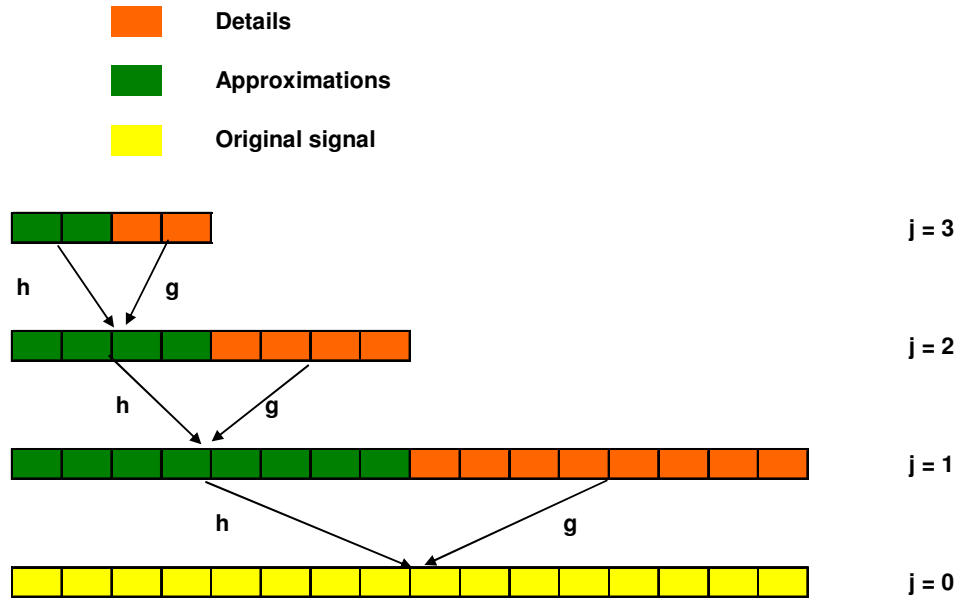 Details
Approximations
Original signal
j = 3
h
g
j = 2
h
g
j = 1
h
g
j = 0